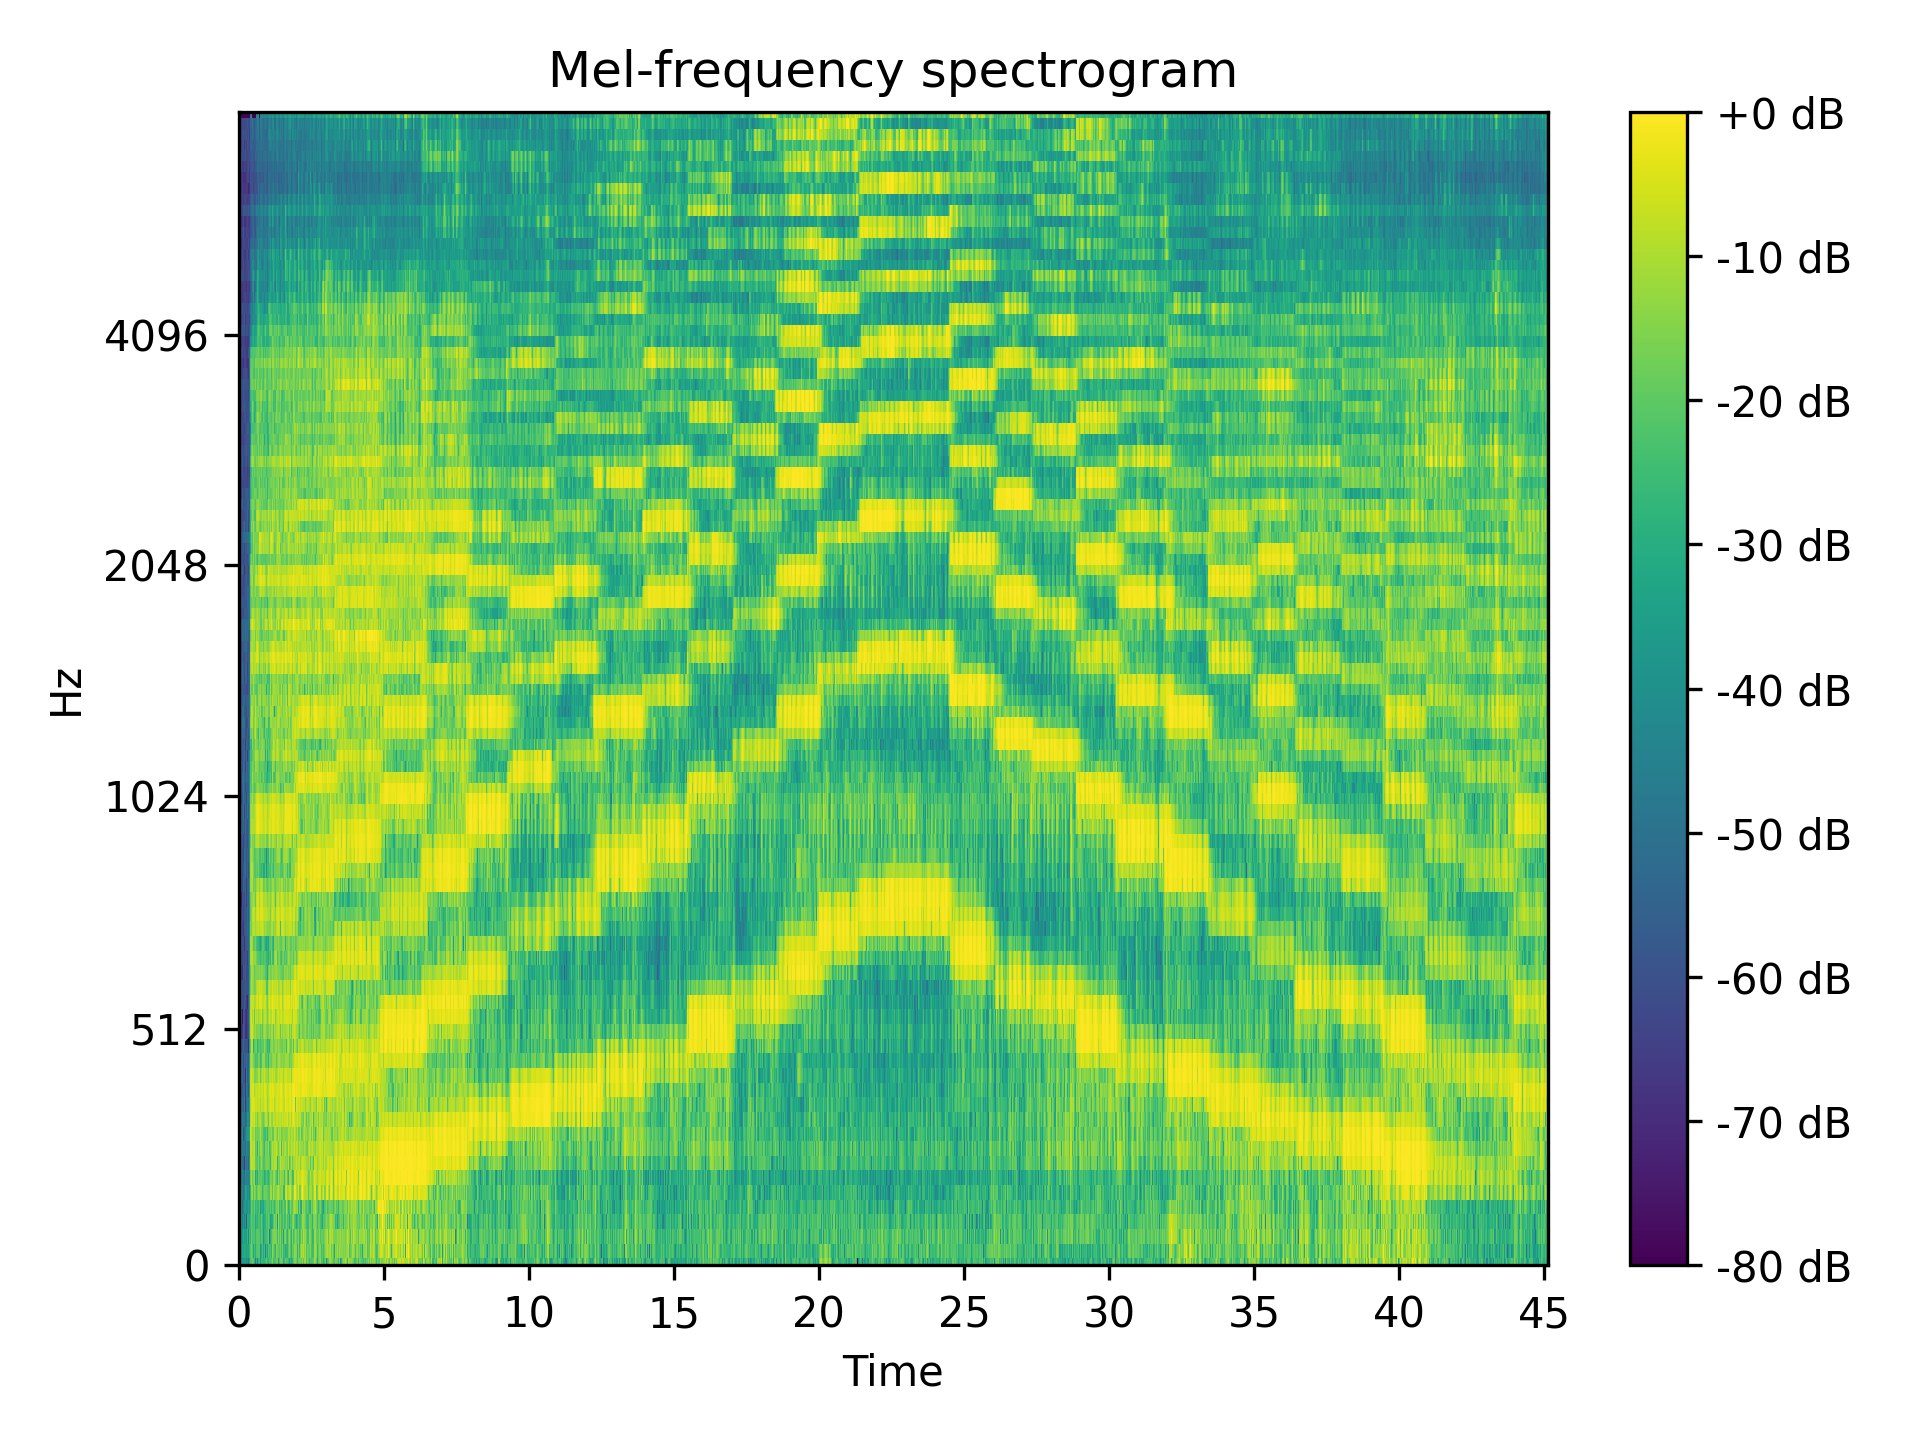 Mel-frequency spectrogram
Hz
4096
2048
1024
512
0
0 5 10 15 20 25 30 35 40 45
Time
+0 dB
-10 dB
-20 dB
-30 dB
-40 dB
-50 dB
-60 dB
-70 dB
-80 dB